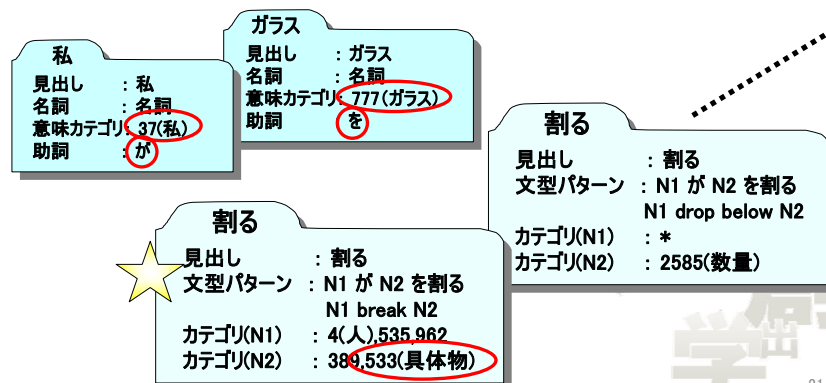 私
見出し : 私
名詞 : 名詞
意味カテゴリ: 37(私)
助詞 : が
ガラス
見出し : ガラス
名詞 : 名詞
意味カテゴリ: 777(ガラス)
助詞 を
割る
見出し : 割る
文型パターン : N1 が N2 を割る
N1 drop below N2
カテゴリ(N1) : *
カテゴリ(N2) : 2585(数量)
割る
見出し : 割る
文型パターン : N1 が N2 を割る
N1 break N2
カテゴリ(N1) : 4(人),535,962
カテゴリ(N2) : 389,533(具体物)
学出